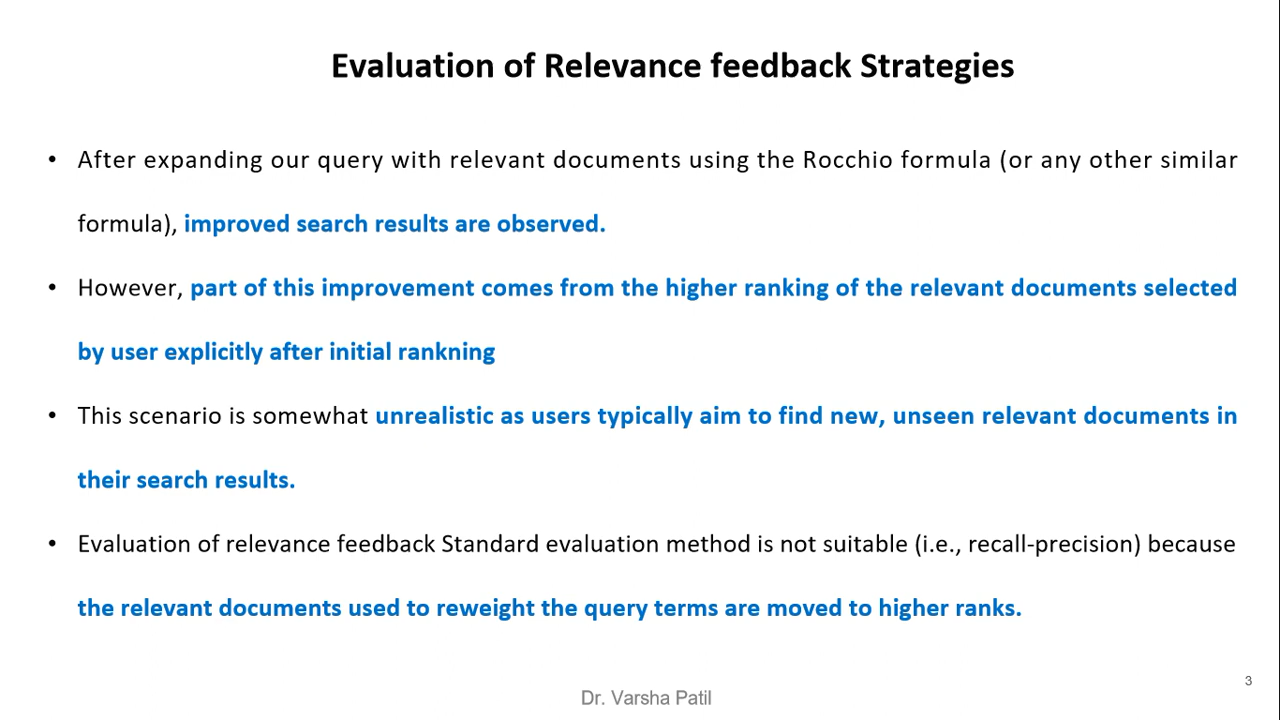 Evaluation of Relevance feedback Strategies
• After expanding our query with relevant documents using the Rocchio formula (or any other similar
formula), improved search results are observed.
• However, part of this improvement comes from the higher ranking of the relevant documents selected
by user explicitly after initial rankning
• This scenario is somewhat unrealistic as users typically aim to find new, unseen relevant documents in
their search results.
• Evaluation of relevance feedback Standard evaluation method is not suitable (i.e., recall-precision) because
the relevant documents used to reweight the query terms are moved to higher ranks.
3
Dr. Varsha Patil